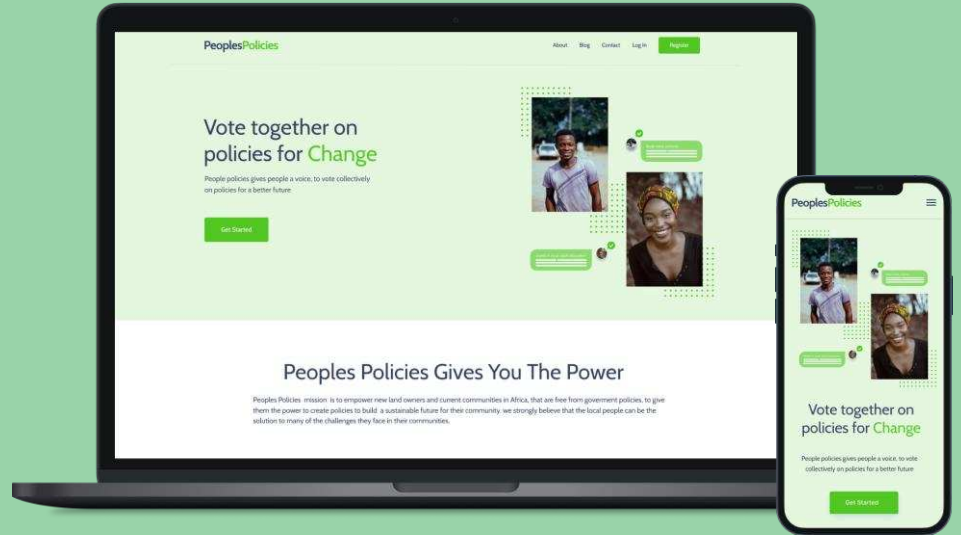 PeoplesPolicies
About Blog Contact Log In Register
Vote together on
policies for Change
People policies gives people a voice, to vote collectively
on policies for a better future
Get Started
Peoples Policies Gives You The Power
Peoples Policies mission is to empower new land owners and current communities in Africa, that are free from goverment policies, to give
them the power to create policies to build a sustainable future for their community. we strongly believe that the local people can be the
solution to many of the challenges they face in their communities.
PeoplesPolicies
Vote together on
policies for Change
People policies gives people a voice, to vote
collectively on policies for a better future
Get Started